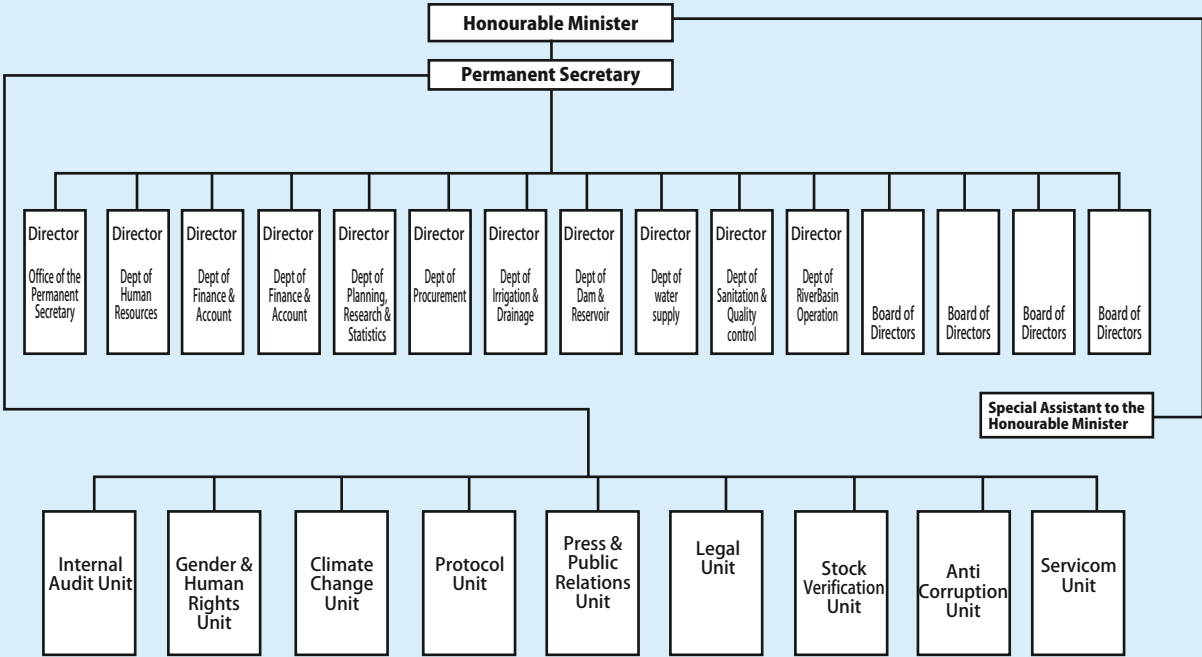 Honourable Minister
Permanent Secretary
Director
Office of the
Permanent
Secretary
Director
Dept of
Human
Resources
Director
Dept of
Finance &
Account
Director
Dept of
Finance &
Account
Director
Dept of
Planning,
Research &
Statistics
Director
Dept of
Procurement
Director
Dept of
Irrigation &
Drainage
Director
Dept of
Dam &
Reservoir
Director
Dept of
water
supply
Director
Dept of
Sanitation &
Quality
control
Director
Dept of
RiverBasin
Operation
Board of
Directors
Board of
Directors
Board of
Directors
Board of
Directors
Special Assistant to the
Honourable Minister
Internal
Audit Unit
Gender &
Human
Rights
Unit
Climate
Change
Unit
Protocol
Unit
Press &
Public
Relations
Unit
Legal
Unit
Stock
Verification
Unit
Anti
Corruption
Unit
Servicom
Unit